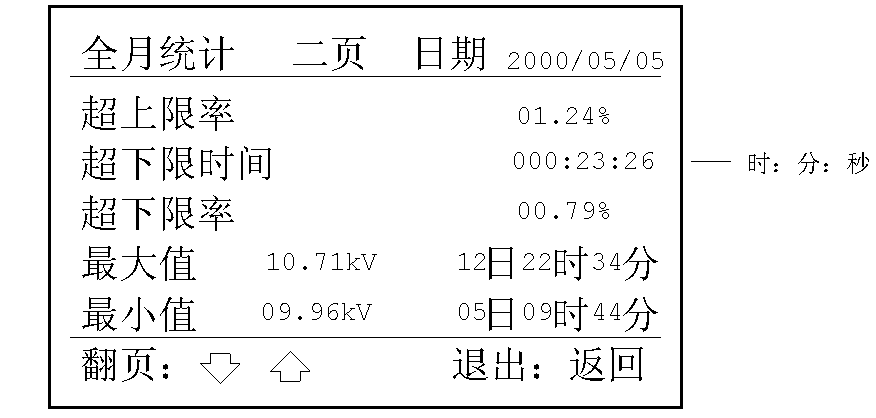 全月统计 二页 日期 2000/05/05
超上限率 01.24%
超下限时间 000:23:26 时：分：秒
超下限率 00.79%
最大值 10.71kV 12日22时34分
最小值 09.96kV 05日09时44分
翻页： 退出：返回